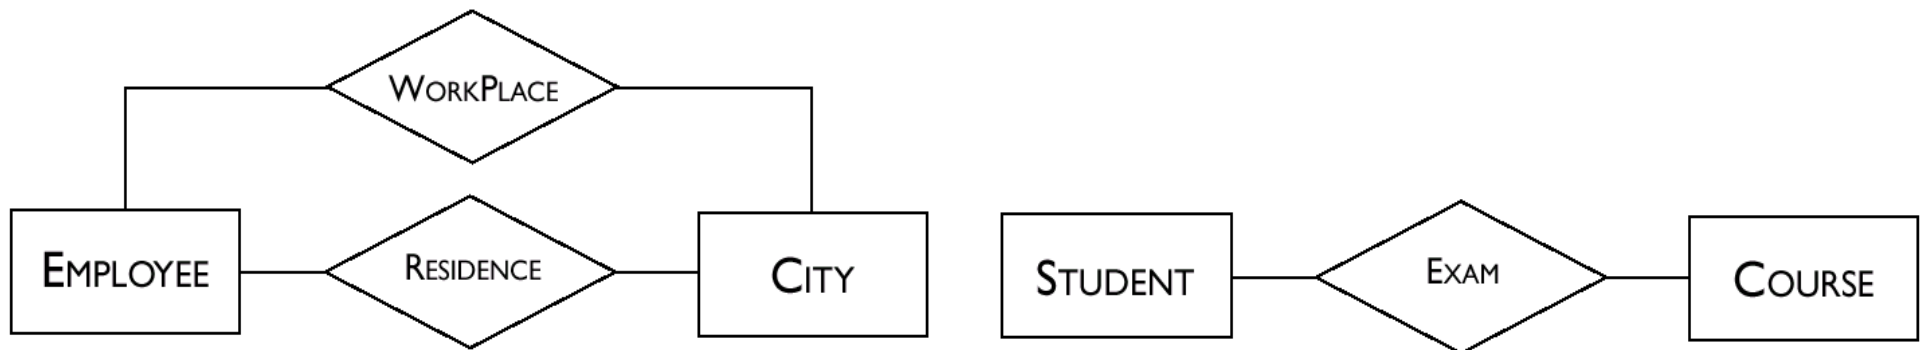 WORKPLACE
EMPLOYEE
RESIDENCE
CITY
STUDENT
EXAM
COURSE